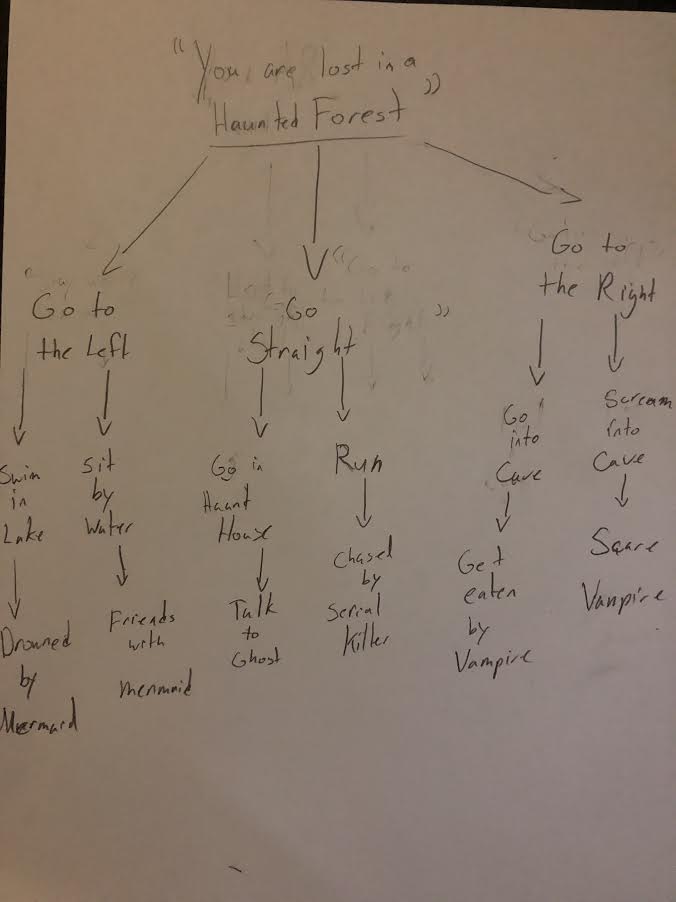 "You are lost in a
Haunted Forest"
Go to
the Left
Go
Straight
Go to
the Right
Swim
in
Lake
Sit
by
Water
Go in
Haunt
House
Run
Go
into
Cave
Scream
into
Cave
Drowned
by
Mermaid
Friends
with
mermaid
Talk
to
Ghost
Chased
by
Serial
Killer
Get
eaten
by
Vampire
Scare
Vampire